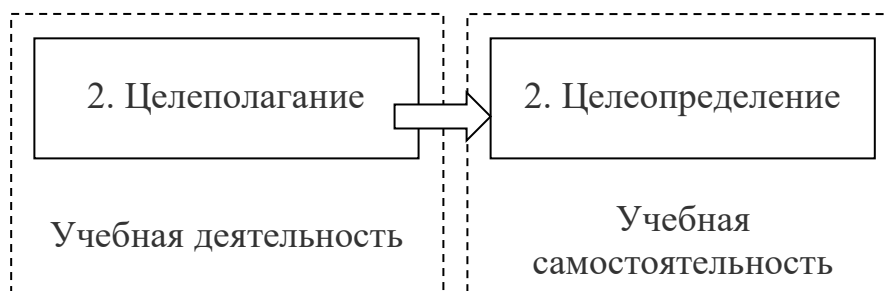 2. Целеполагание
2. Целеопределение
Учебная деятельность
Учебная
самостоятельность